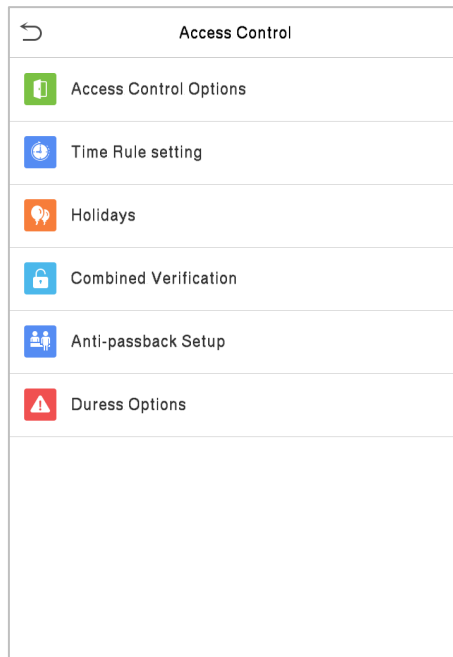 Access Control
Access Control Options
Time Rule setting
Holidays
Combined Verification
Anti-passback Setup
Duress Options